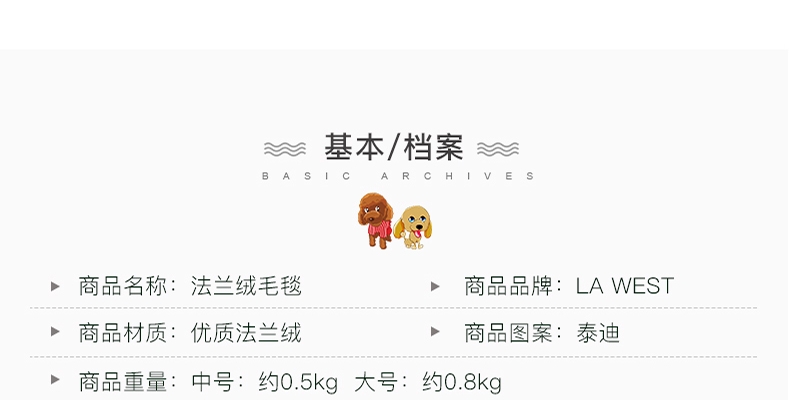 基本/档案
BASIC ARCHIVES
商品名称：法兰绒毛毯 商品品牌：LA WEST
商品材质：优质法兰绒 商品图案：泰迪
商品重量：中号：约0.5kg 大号：约0.8kg